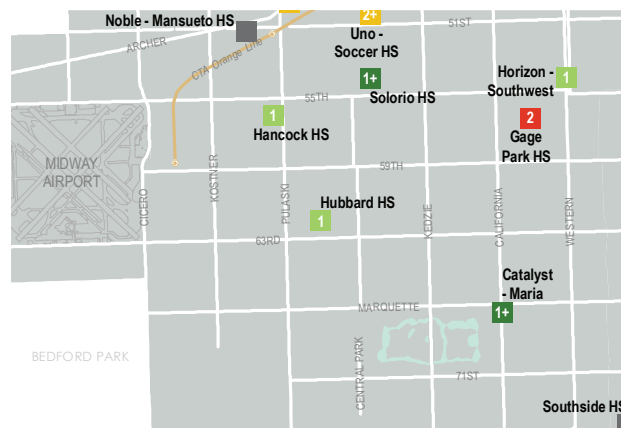 Noble - Mansueto HS
2+
51ST
ARCHER
Uno -
Soccer HS
CTA Orange Line
1+
Solorio HS
Horizon -
Southwest
1
55TH
1
Hancock HS
2
Gage
Park HS
MIDWAY
AIRPORT
59TH
CICERO
KOSTNER
PULASKI
Hubbard HS
1
KEDZIE
CALIFORNIA
WESTERN
63RD
Catalyst
- Maria
1+
MARQUETTE
BEDFORD PARK
CENTRAL PARK
71ST
Southside HS